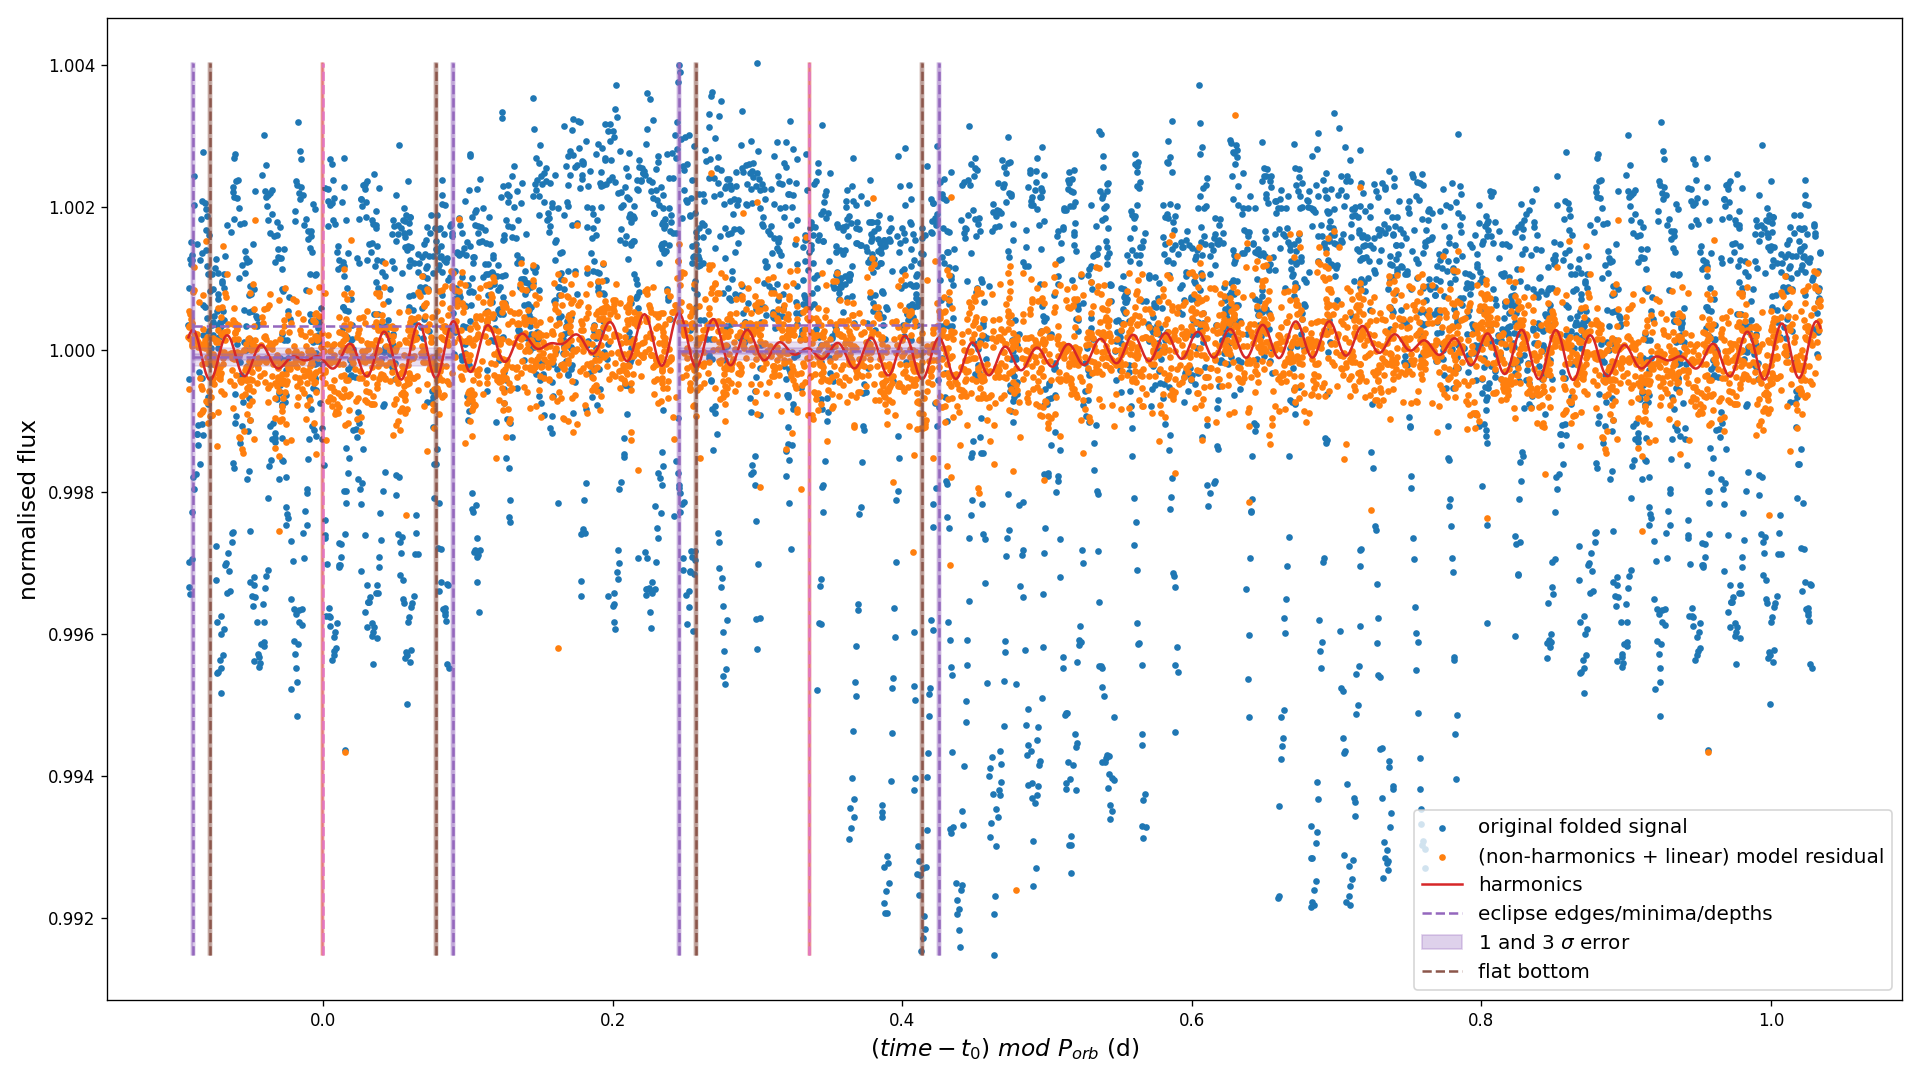 1.004
1.002
1.000
0.998
0.996
0.994
0.992
normalised flux
0.0
0.2
0.4
0.6
0.8
1.0
(time − t₀) mod Pₒᵣb (d)
original folded signal
(non-harmonics + linear) model residual
harmonics
eclipse edges/minima/depths
1 and 3 σ error
flat bottom